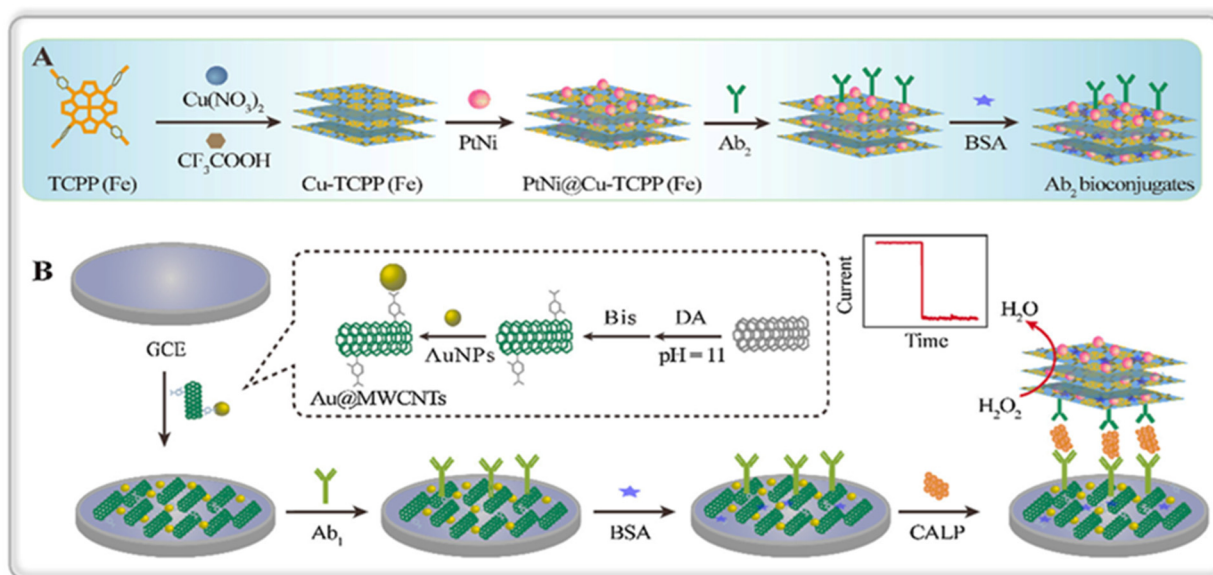 A
Cu(NO₃)₂
CF₃COOH
PtNi
Ab₂
BSA
TCPP (Fe)
Cu-TCPP (Fe)
PtNi@Cu-TCPP (Fe)
Ab₂ bioconjugates
B
GCE
AuNPs
Bis
DA
pH = 11
Au@MWCNTs
Current
Time
H₂O
H₂O₂
Ab₁
BSA
CALP